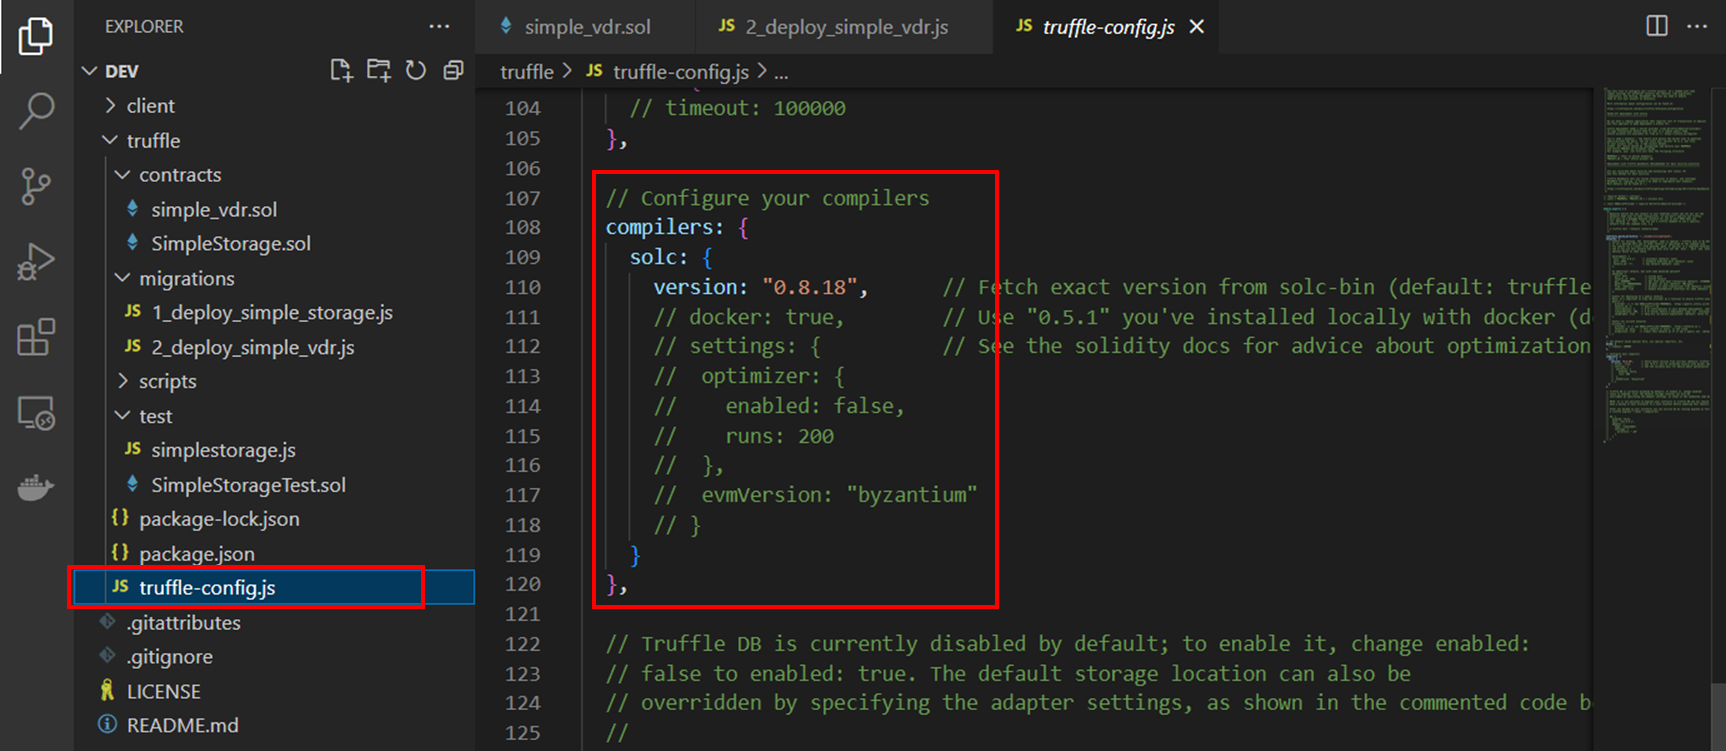 EXPLORER
DEV
client
truffle
contracts
simple_vdr.sol
SimpleStorage.sol
migrations
JS 1_deploy_simple_storage.js
JS 2_deploy_simple_vdr.js
scripts
test
JS simplestorage.js
SimpleStorageTest.sol
{} package-lock.json
{} package.json
JS truffle-config.js
.gitattributes
.gitignore
LICENSE
README.md
simple_vdr.sol
JS 2_deploy_simple_vdr.js
JS truffle-config.js
truffle > JS truffle-config.js > ...
104 // timeout: 100000
105 },
106
107 // Configure your compilers
108 compilers: {
109 solc: {
110 version: "0.8.18", // Fetch exact version from solc-bin (default: truffle
111 // docker: true, // Use "0.5.1" you've installed locally with docker (d
112 // settings: { // See the solidity docs for advice about optimization
113 // optimizer: {
114 // enabled: false,
115 // runs: 200
116 // },
117 // evmVersion: "byzantium"
118 // }
119 }
120 },
121
122 // Truffle DB is currently disabled by default; to enable it, change enabled:
123 // false to enabled: true. The default storage location can also be
124 // overridden by specifying the adapter settings, as shown in the commented code b
125 //